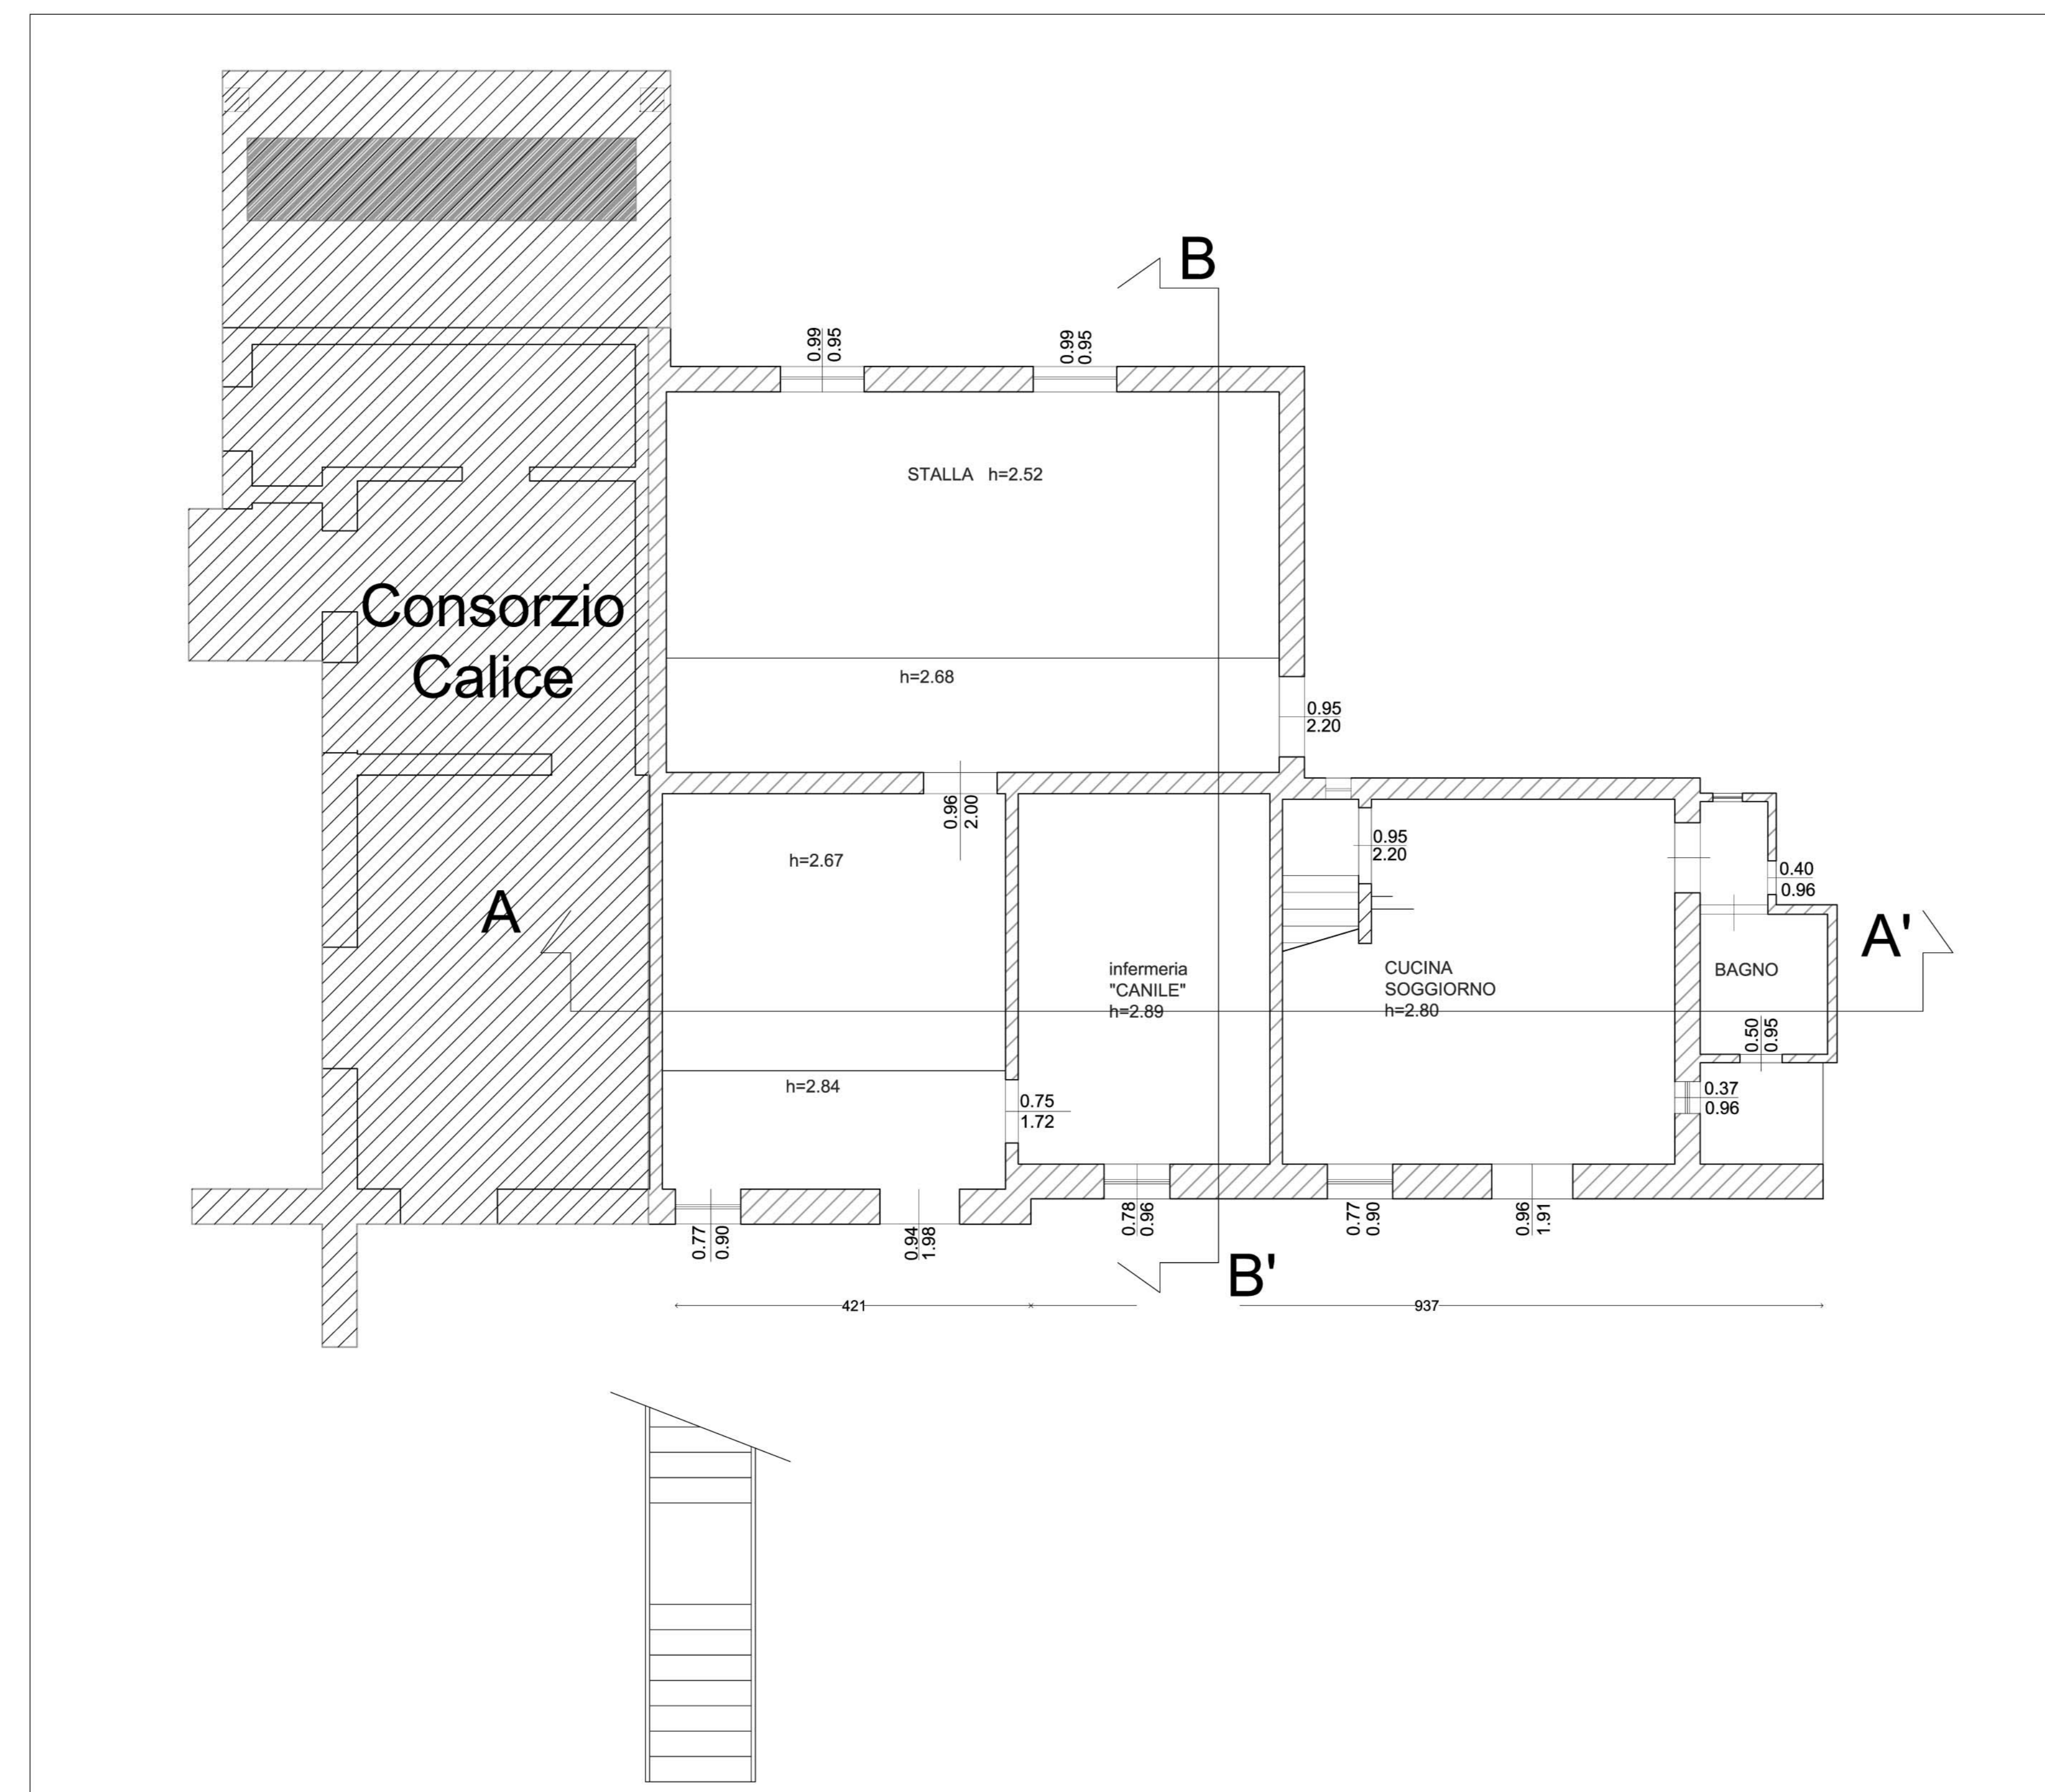 B
0.99
0.95
0.99
0.95
STALLA h=2.52
Consorzio
Calice
h=2.68
0.95
2.20
0.96
2.00
0.95
2.20
h=2.67
0.40
0.96
A
A'
infermeria
"CANILE"
h=2.89
CUCINA
SOGGIORNO
h=2.80
BAGNO
0.50
0.95
h=2.84
0.75
1.72
0.37
0.96
0.77
0.90
0.94
1.98
0.78
0.96
0.77
0.90
0.96
1.91
B'
421
937